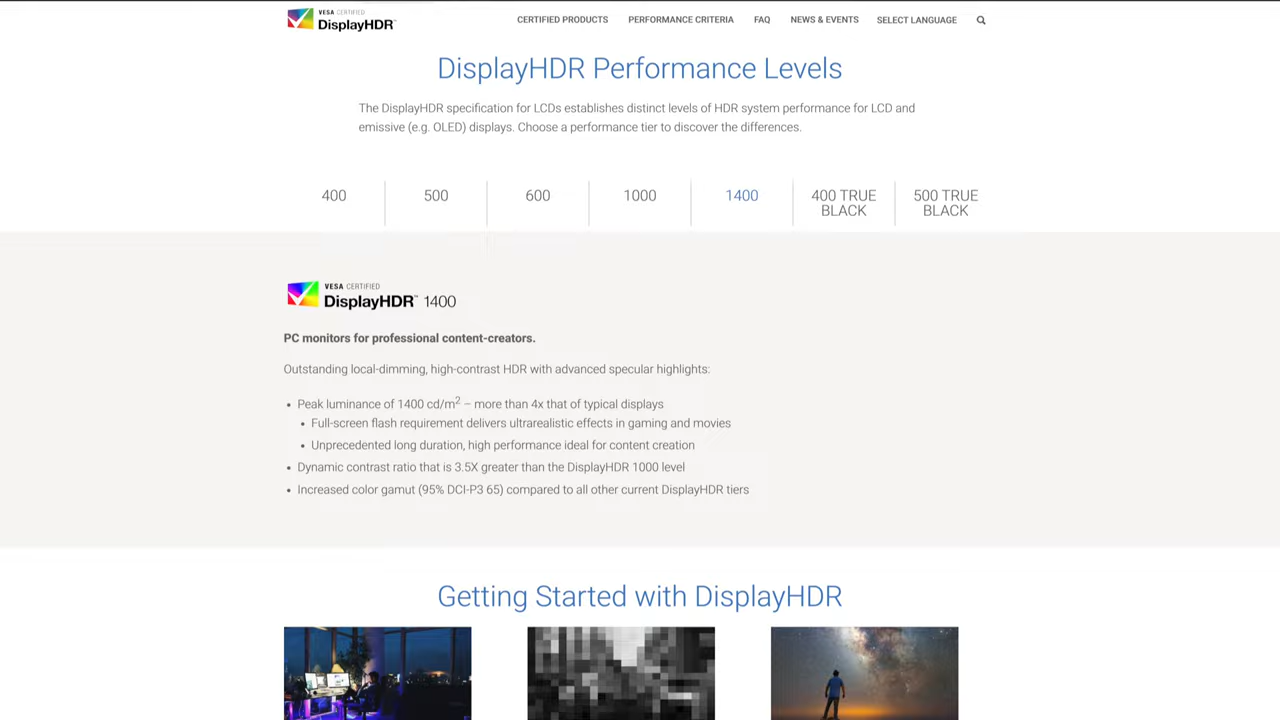 VESA CERTIFIED
DisplayHDR™
CERTIFIED PRODUCTS PERFORMANCE CRITERIA FAQ NEWS & EVENTS SELECT LANGUAGE
DisplayHDR Performance Levels
The DisplayHDR specification for LCDs establishes distinct levels of HDR system performance for LCD and
emissive (e.g. OLED) displays. Choose a performance tier to discover the differences.
400 500 600 1000 1400 400 TRUE BLACK 500 TRUE BLACK
VESA CERTIFIED
DisplayHDR™ 1400
PC monitors for professional content-creators.
Outstanding local-dimming, high-contrast HDR with advanced specular highlights:
• Peak luminance of 1400 cd/m² – more than 4x that of typical displays
• Full-screen flash requirement delivers ultrarealistic effects in gaming and movies
• Unprecedented long duration, high performance ideal for content creation
• Dynamic contrast ratio that is 3.5X greater than the DisplayHDR 1000 level
• Increased color gamut (95% DCI-P3 65) compared to all other current DisplayHDR tiers
Getting Started with DisplayHDR